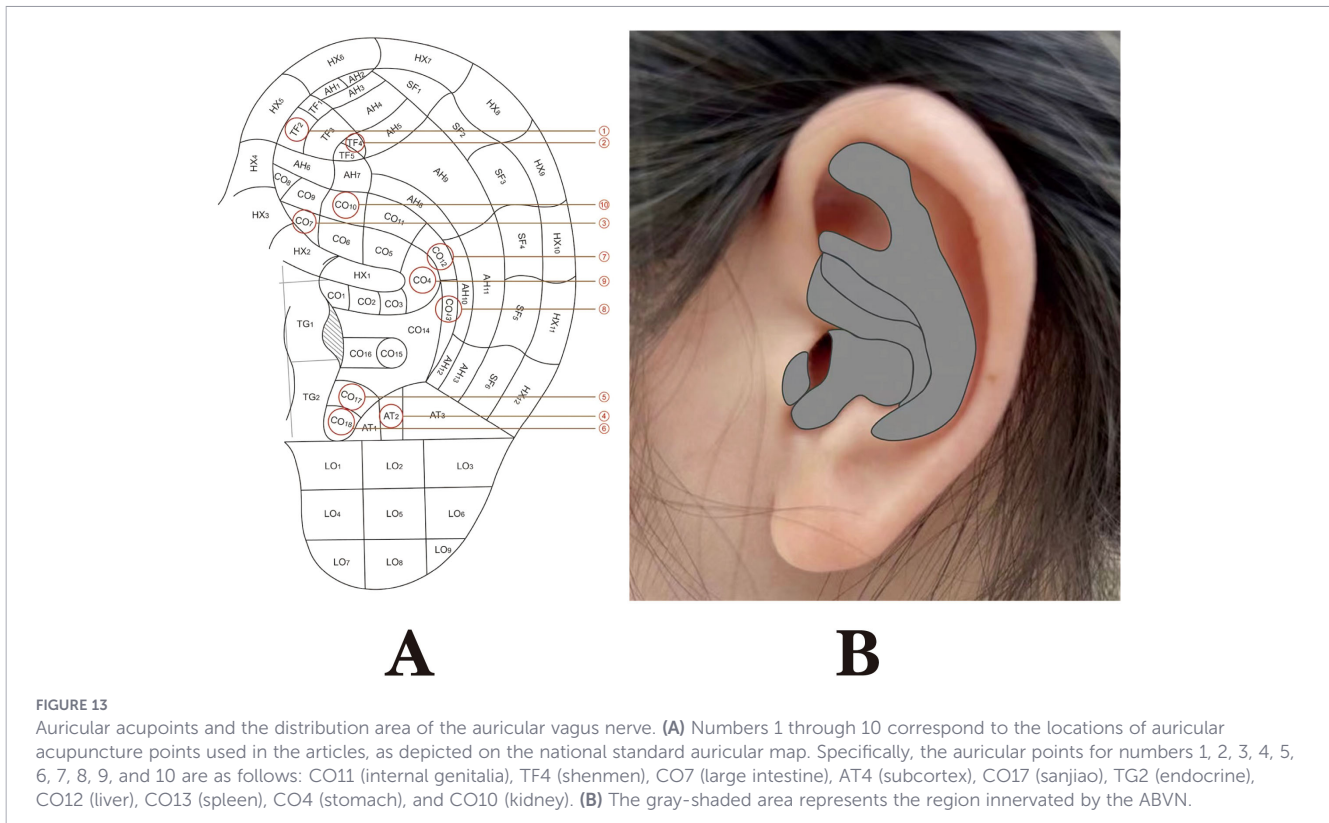 HX6
HX7
AH2
AH1
AH3
SF1
HX5
TF1
HX8
AH4
TF2
TF3
AH5
SF2
①
TF4
②
TF5
HX4
AH6
HX9
CO8
AH7
AH9
SF3
CO9
CO10
AH8
⑩
HX3
CO7
CO11
③
CO6
SF4
HX10
HX2
CO5
CO12
⑦
HX1
CO4
AH11
⑨
CO1
CO2
CO3
AH10
CO13
⑧
TG1
CO14
SF5
HX11
CO16
CO15
AH12
AH13
SF6
HX12
TG2
CO17
⑤
AT2
AT3
④
CO18
AT1
⑥
LO1
LO2
LO3
LO4
LO5
LO6
LO7
LO8
LO9
A
B
FIGURE 13
Auricular acupoints and the distribution area of the auricular vagus nerve. (A) Numbers 1 through 10 correspond to the locations of auricular
acupuncture points used in the articles, as depicted on the national standard auricular map. Specifically, the auricular points for numbers 1, 2, 3, 4, 5,
6, 7, 8, 9, and 10 are as follows: CO11 (internal genitalia), TF4 (shenmen), CO7 (large intestine), AT4 (subcortex), CO17 (sanjiao), TG2 (endocrine),
CO12 (liver), CO13 (spleen), CO4 (stomach), and CO10 (kidney). (B) The gray-shaded area represents the region innervated by the ABVN.